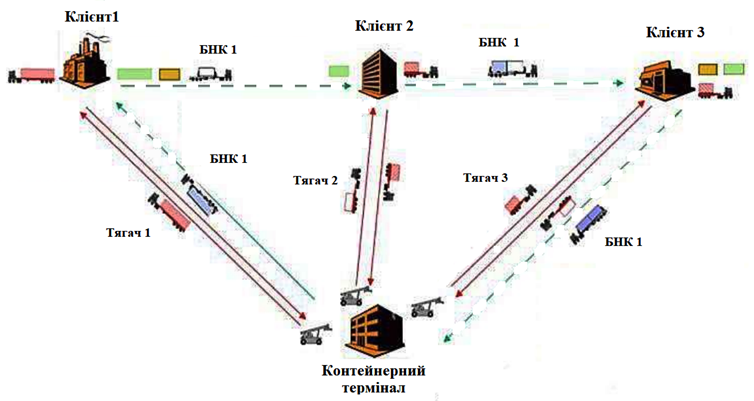 Клієнт1
Клієнт 2
Клієнт 3
БНК 1
БНК 1
БНК 1
Тягач 2
Тягач 3
Тягач 1
БНК 1
Контейнерний
термінал